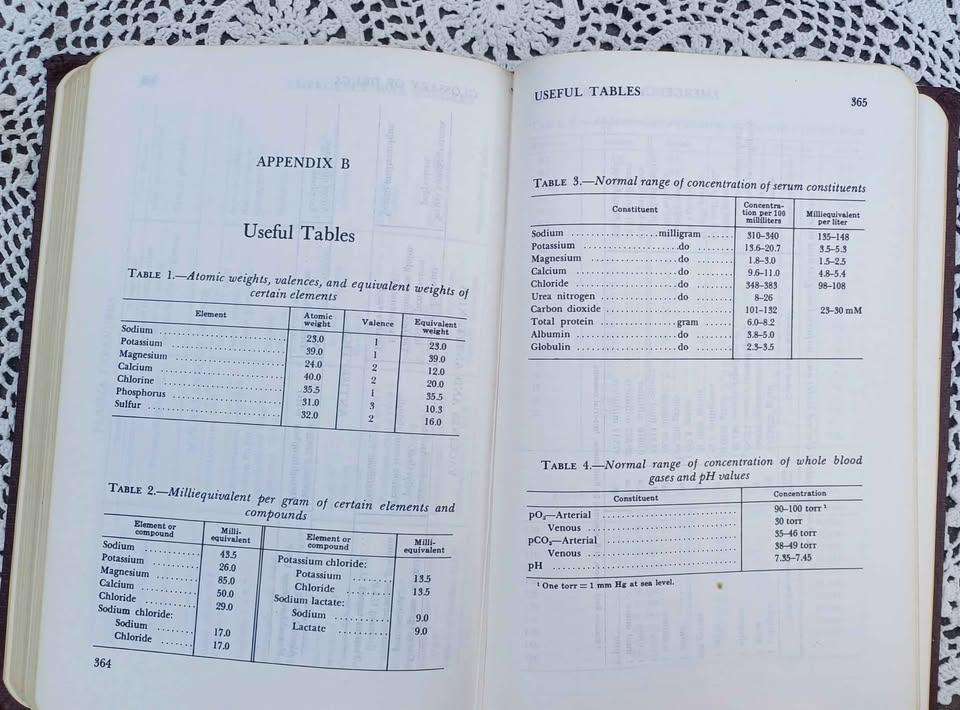 APPENDIX B
Useful Tables
TABLE 1.—Atomic weights, valences, and equivalent weights of
certain elements
Element Atomic weight Valence Equivalent weight
Sodium ........ 23.0 1 23.0
Potassium ........ 39.0 1 39.0
Magnesium ........ 24.0 2 12.0
Calcium ........ 40.0 2 20.0
Chlorine ........ 35.5 1 35.5
Phosphorus ........ 31.0 3 10.3
Sulfur ........ 32.0 2 16.0
TABLE 2.—Milliequivalent per gram of certain elements and
compounds
Element or compound Milli-equivalent Element or compound Milli-equivalent
Sodium ........ 43.5 Potassium chloride:
Potassium ........ 26.0 Potassium ........ 13.5
Magnesium ........ 85.0 Chloride ........ 13.5
Calcium ........ 50.0 Sodium lactate:
Chloride ........ 29.0 Sodium ........ 9.0
Sodium chloride: Lactate ........ 9.0
Sodium ........ 17.0
Chloride ........ 17.0
364
USEFUL TABLES 365
TABLE 3.—Normal range of concentration of serum constituents
Constituent Concentra-tion per 100 milliliters Milliequivalent per liter
Sodium ........ milligram ...... 310–340 135–148
Potassium ........ do ........ 13.6–20.7 3.5–5.3
Magnesium ........ do ........ 1.8–3.0 1.5–2.5
Calcium ........ do ........ 9.6–11.0 4.8–5.4
Chloride ........ do ........ 348–383 98–108
Urea nitrogen ........ do ........ 8–26
Carbon dioxide ........ 101–132 23–30 mM
Total protein ........ gram ...... 6.0–8.2
Albumin ........ do ........ 3.8–5.0
Globulin ........ do ........ 2.3–3.5
TABLE 4.—Normal range of concentration of whole blood
gases and pH values
Constituent Concentration
pO₂—Arterial ........ 90–100 torr ¹
Venous ........ 30 torr
pCO₂—Arterial ........ 35–46 torr
Venous ........ 38–49 torr
pH ........ 7.35–7.45
¹ One torr = 1 mm Hg at sea level.